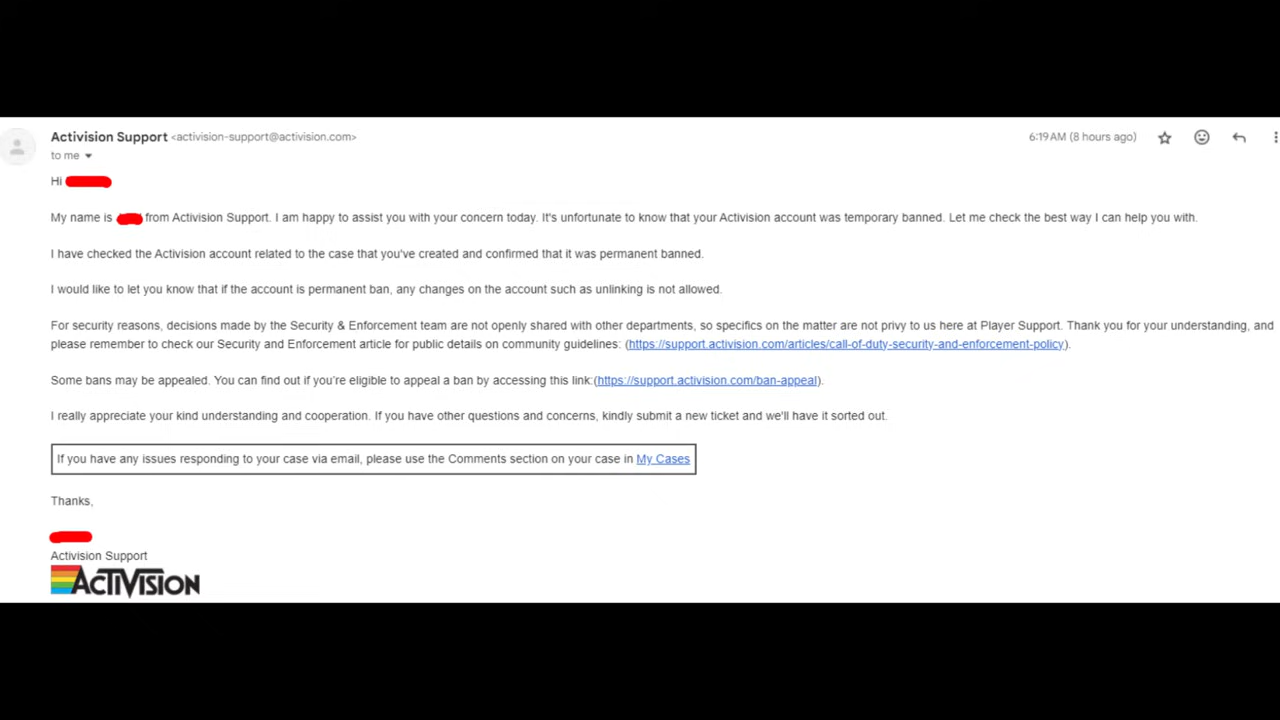 Activision Support <activision-support@activision.com>
6:19 AM (8 hours ago)
to me
Hi
My name is from Activision Support. I am happy to assist you with your concern today. It's unfortunate to know that your Activision account was temporary banned. Let me check the best way I can help you with.
I have checked the Activision account related to the case that you've created and confirmed that it was permanent banned.
I would like to let you know that if the account is permanent ban, any changes on the account such as unlinking is not allowed.
For security reasons, decisions made by the Security & Enforcement team are not openly shared with other departments, so specifics on the matter are not privy to us here at Player Support. Thank you for your understanding, and
please remember to check our Security and Enforcement article for public details on community guidelines: (https://support.activision.com/articles/call-of-duty-security-and-enforcement-policy).
Some bans may be appealed. You can find out if you're eligible to appeal a ban by accessing this link:(https://support.activision.com/ban-appeal).
I really appreciate your kind understanding and cooperation. If you have other questions and concerns, kindly submit a new ticket and we'll have it sorted out.
If you have any issues responding to your case via email, please use the Comments section on your case in My Cases
Thanks,
Activision Support
ACTIVISION